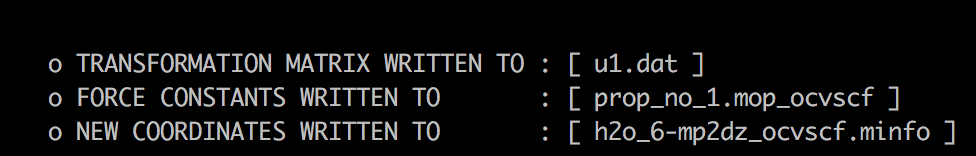 o TRANSFORMATION MATRIX WRITTEN TO : [ u1.dat ]
o FORCE CONSTANTS WRITTEN TO       : [ prop_no_1.mop_ocvscf ]
o NEW COORDINATES WRITTEN TO       : [ h2o_6-mp2dz_ocvscf.minfo ]